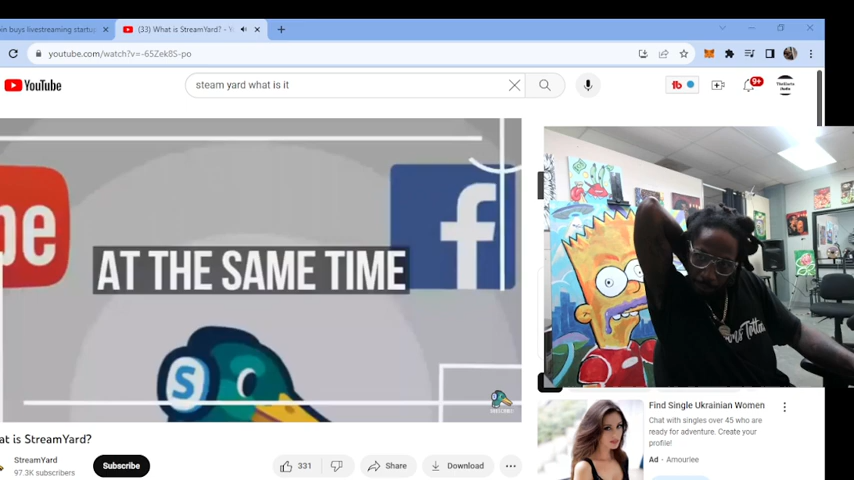 in buys livestreaming startup
(33) What is StreamYard? - Y
youtube.com/watch?v=-65Zek8S-po
YouTube
steam yard what is it
9+
be
f
AT THE SAME TIME
S
at is StreamYard?
StreamYard
97.3K subscribers
Subscribe
331
Share
Download
Find Single Ukrainian Women
Chat with singles over 45 who are
ready for adventure. Create your
profile!
Ad · Amourlee